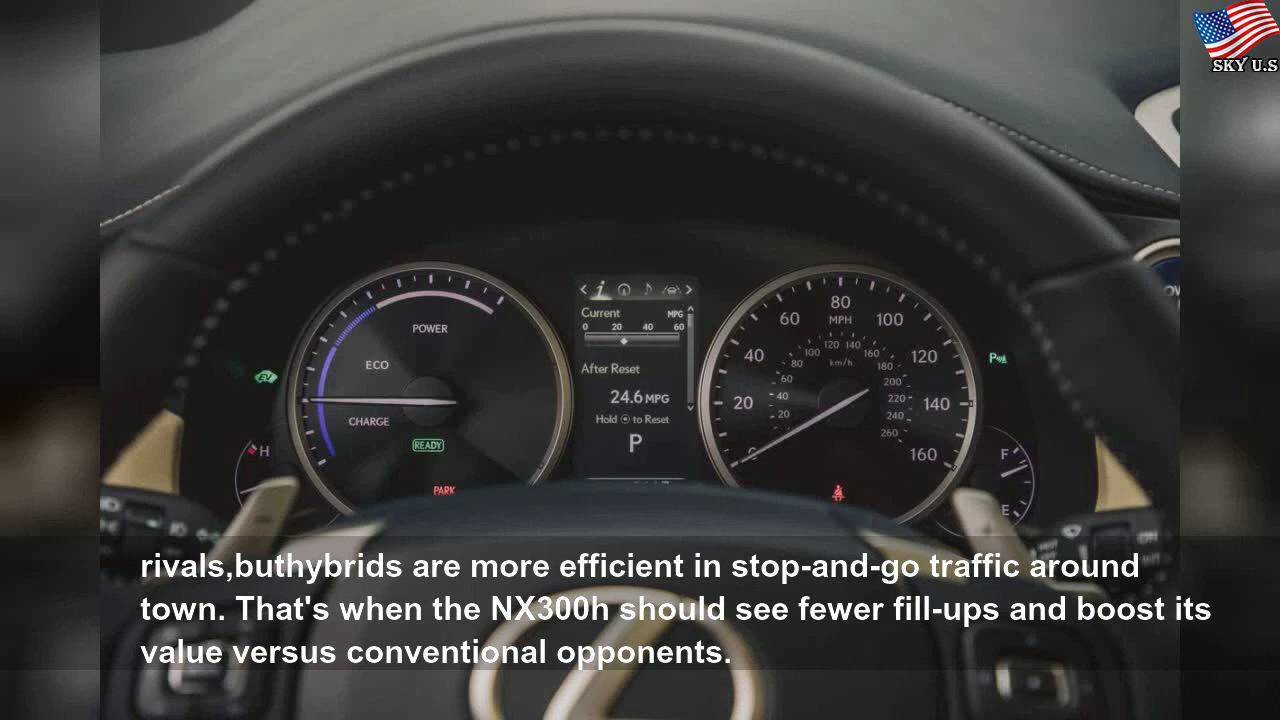 SKY U.S
80
MPH
60
100
40
120
20
140
160
120
140
100
160
80
km/h
180
60
200
40
220
20
240
260
POWER
ECO
CHARGE
READY
PARK
EV
H
Current MPG
0 20 40 60
After Reset
24.6 MPG
Hold to Reset
P
P
F
E
rivals,buthybrids are more efficient in stop-and-go traffic around
town. That's when the NX300h should see fewer fill-ups and boost its
value versus conventional opponents.